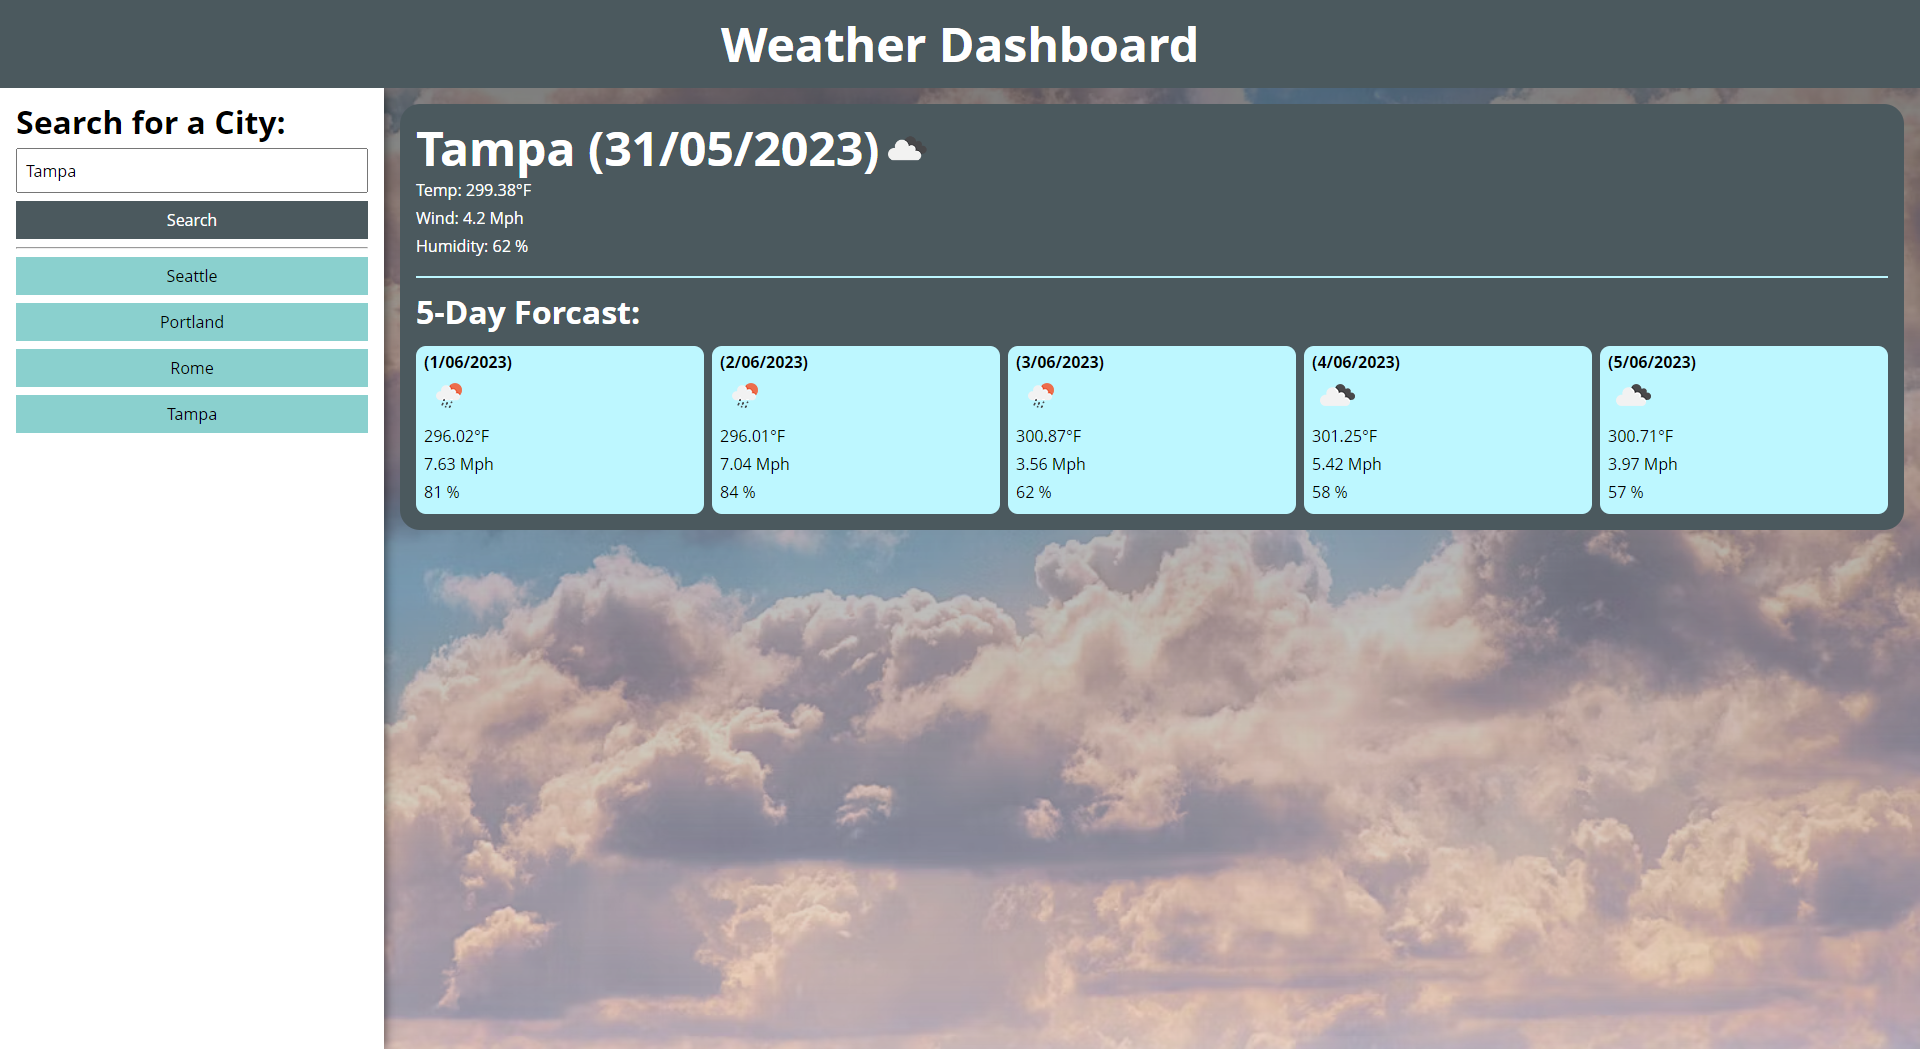 Weather Dashboard
Search for a City:
Tampa
Search
Seattle
Portland
Rome
Tampa
Tampa (31/05/2023)
Temp: 299.38°F
Wind: 4.2 Mph
Humidity: 62 %
5-Day Forcast:
(1/06/2023)
296.02°F
7.63 Mph
81 %
(2/06/2023)
296.01°F
7.04 Mph
84 %
(3/06/2023)
300.87°F
3.56 Mph
62 %
(4/06/2023)
301.25°F
5.42 Mph
58 %
(5/06/2023)
300.71°F
3.97 Mph
57 %